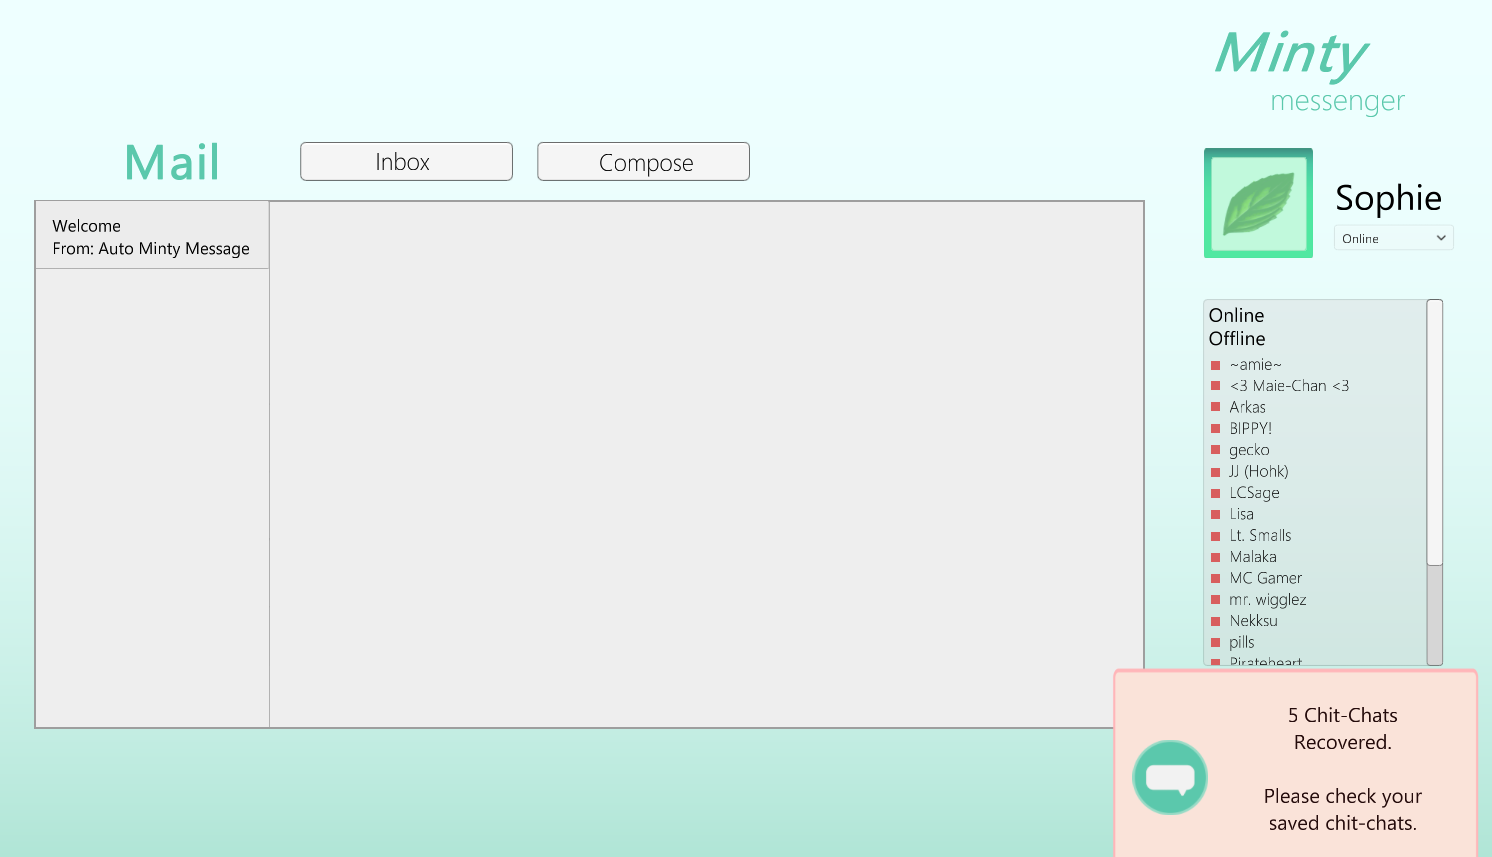 Minty
messenger
Mail
Inbox
Compose
Sophie
Online
Welcome
From: Auto Minty Message
Online
Offline
~amie~
<3 Maie-Chan <3
Arkas
BIPPY!
gecko
JJ (Hohk)
LCSage
Lisa
Lt. Smalls
Malaka
MC Gamer
mr. wigglez
Nekksu
pills
Pirateheart
5 Chit-Chats
Recovered.
Please check your
saved chit-chats.